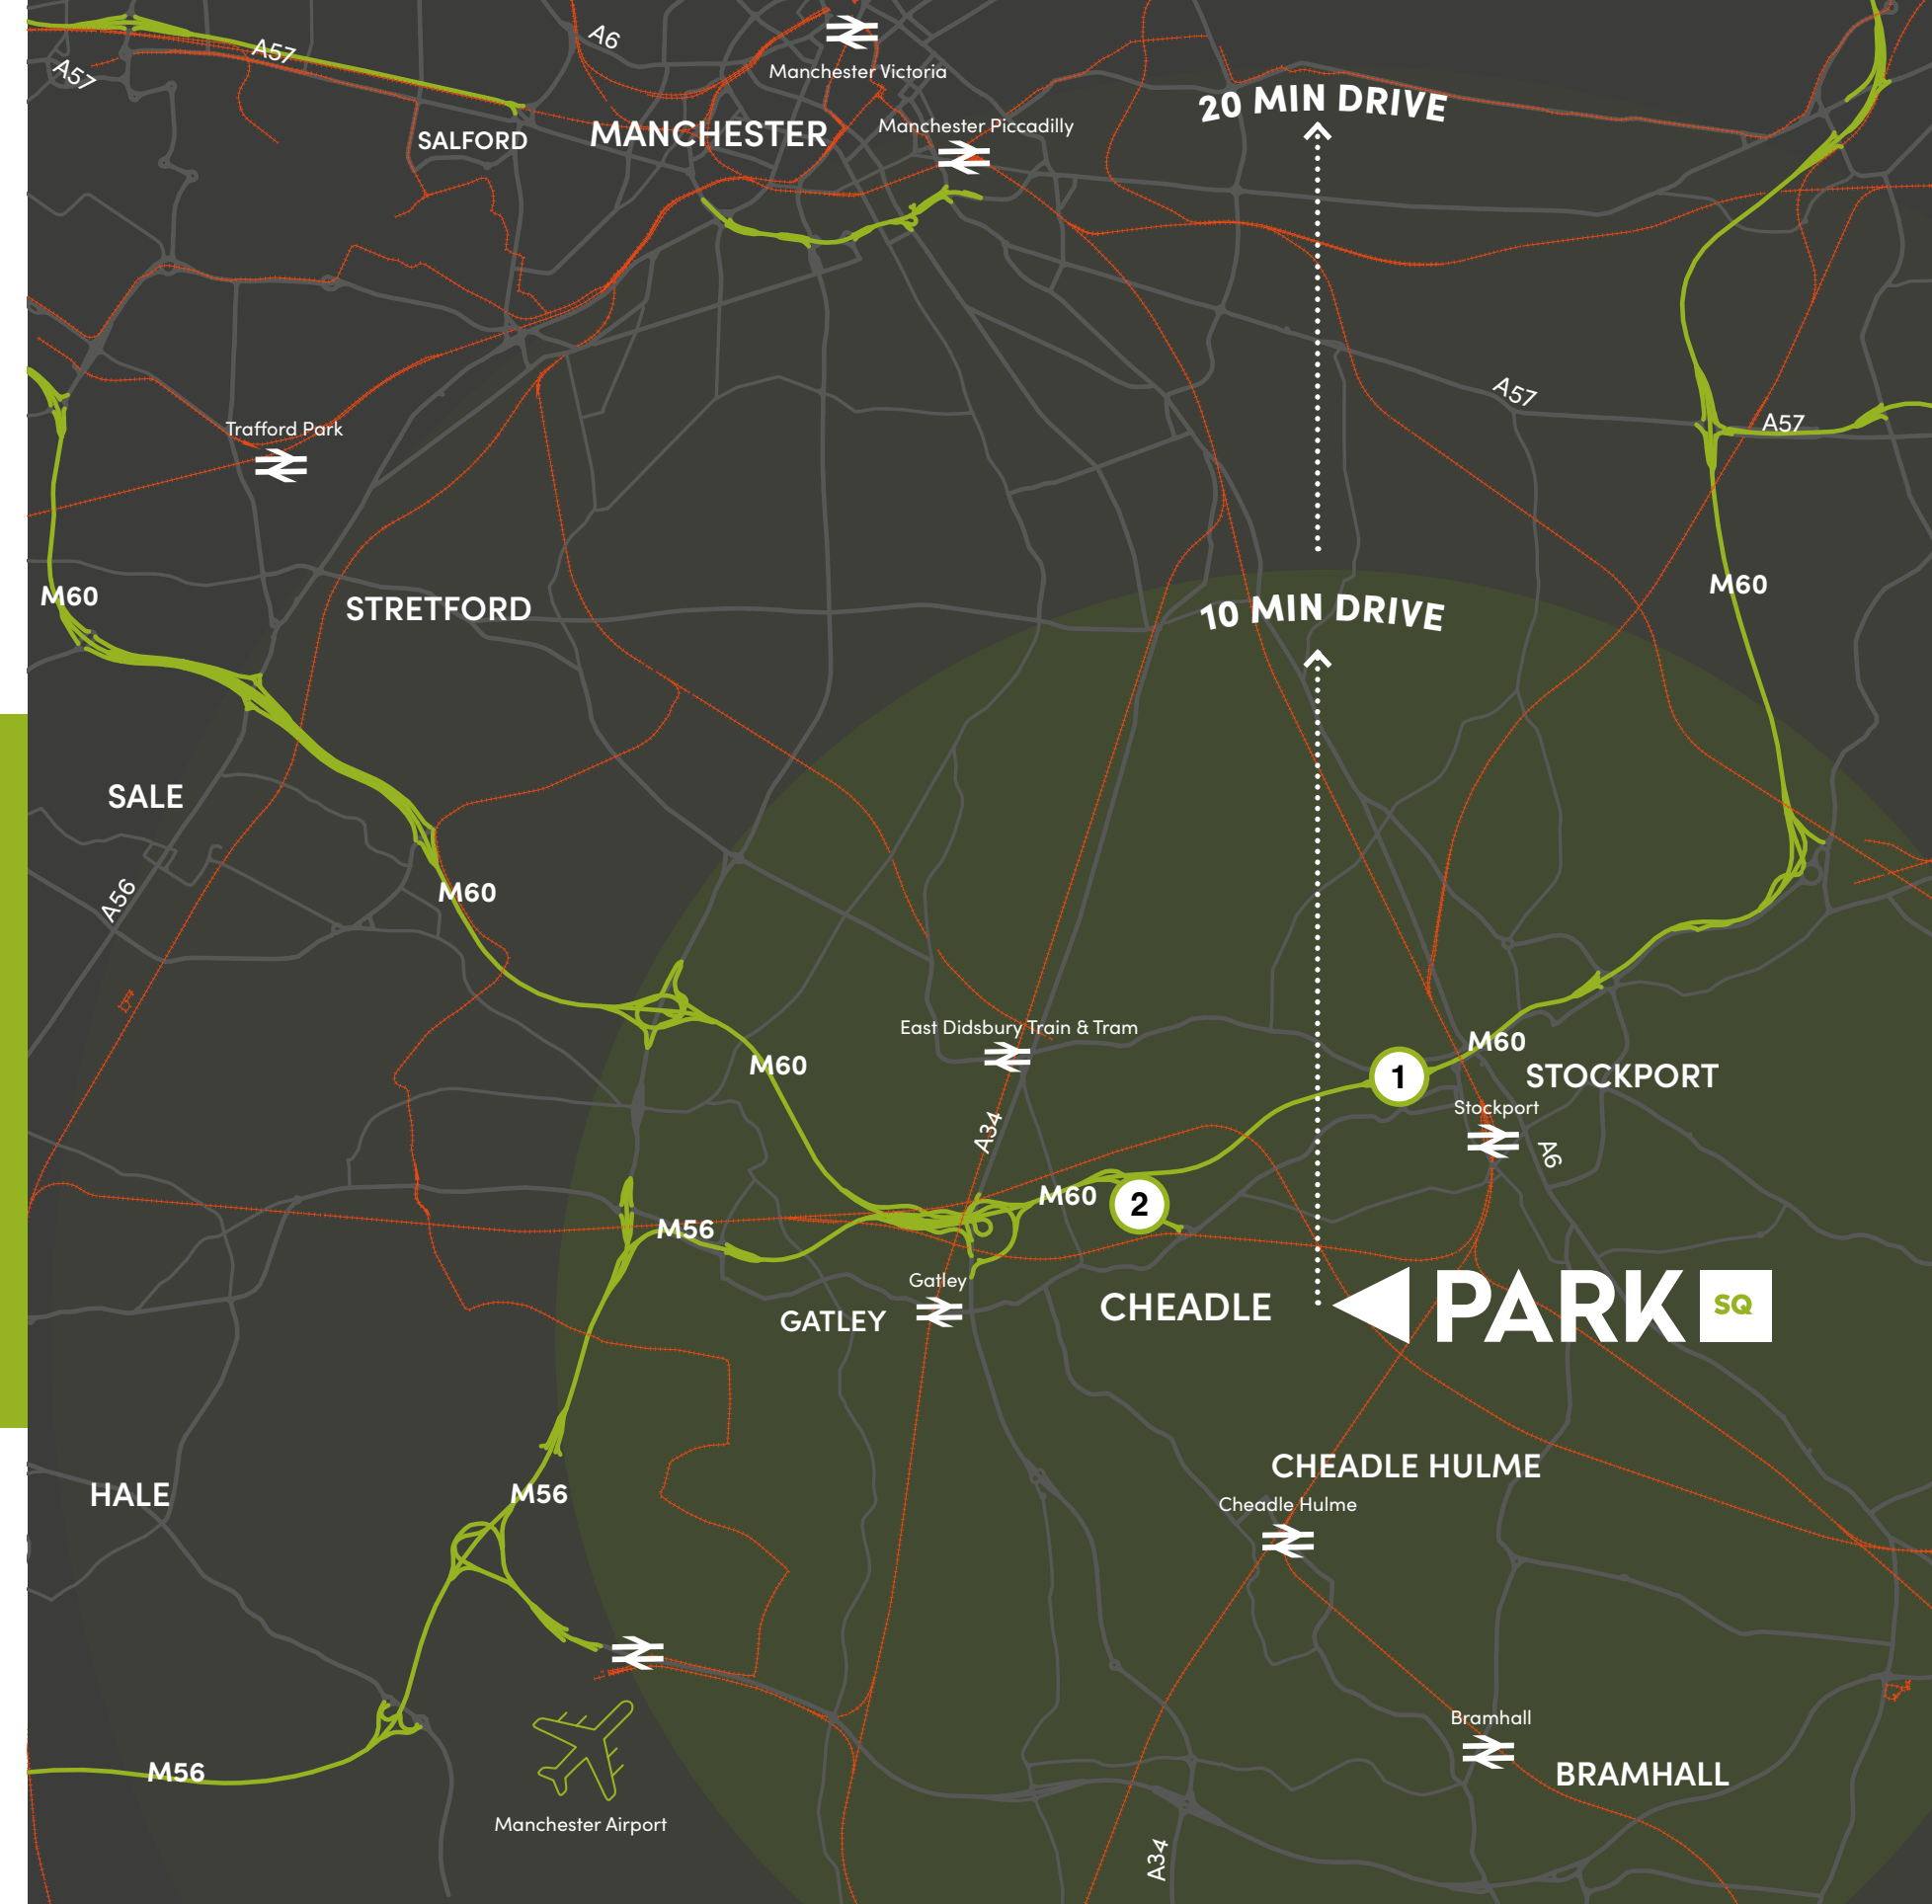 A6
A57
A57
Manchester Victoria
20 MIN DRIVE
Manchester Piccadilly
MANCHESTER
SALFORD
A57
A57
Trafford Park
M60
M60
STRETFORD
10 MIN DRIVE
SALE
A56
M60
East Didsbury Train & Tram
M60
M60
1
STOCKPORT
Stockport
A34
A6
M60
2
M56
Gatley
GATLEY
CHEADLE
PARK SQ
CHEADLE HULME
Cheadle Hulme
HALE
M56
Bramhall
M56
BRAMHALL
Manchester Airport
A34